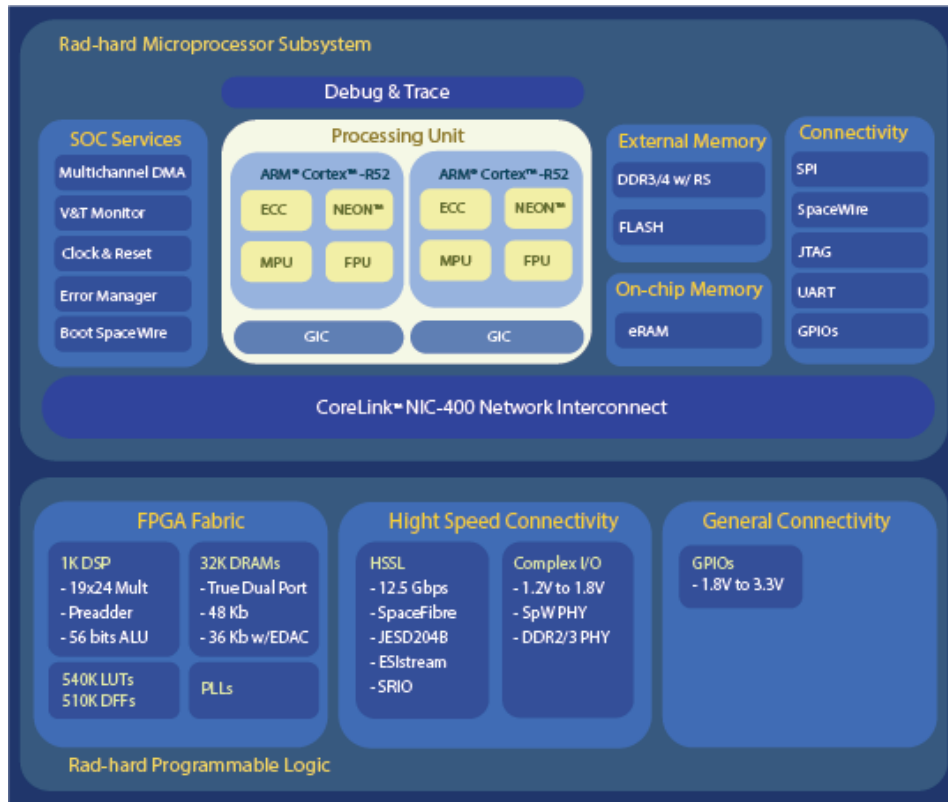 Rad-hard Microprocessor Subsystem
Debug & Trace
SOC Services
Multichannel DMA
V&T Monitor
Clock & Reset
Error Manager
Boot SpaceWire
Processing Unit
ARM® Cortex™-R52
ECC
NEON™
MPU
FPU
GIC
ARM® Cortex™-R52
ECC
NEON™
MPU
FPU
GIC
External Memory
DDR3/4 w/ RS
FLASH
On-chip Memory
eRAM
Connectivity
SPI
SpaceWire
JTAG
UART
GPIOs
CoreLink™ NIC-400 Network Interconnect
FPGA Fabric
1K DSP
- 19x24 Mult
- Preadder
- 56 bits ALU
32K DRAMs
- True Dual Port
- 48 Kb
- 36 Kb w/EDAC
540K LUTs
510K DFFs
PLLs
Hight Speed Connectivity
HSSL
- 12.5 Gbps
- SpaceFibre
- JESD204B
- ESIstream
- SRIO
Complex I/O
- 1.2V to 1.8V
- SpW PHY
- DDR2/3 PHY
General Connectivity
GPIOs
- 1.8V to 3.3V
Rad-hard Programmable Logic